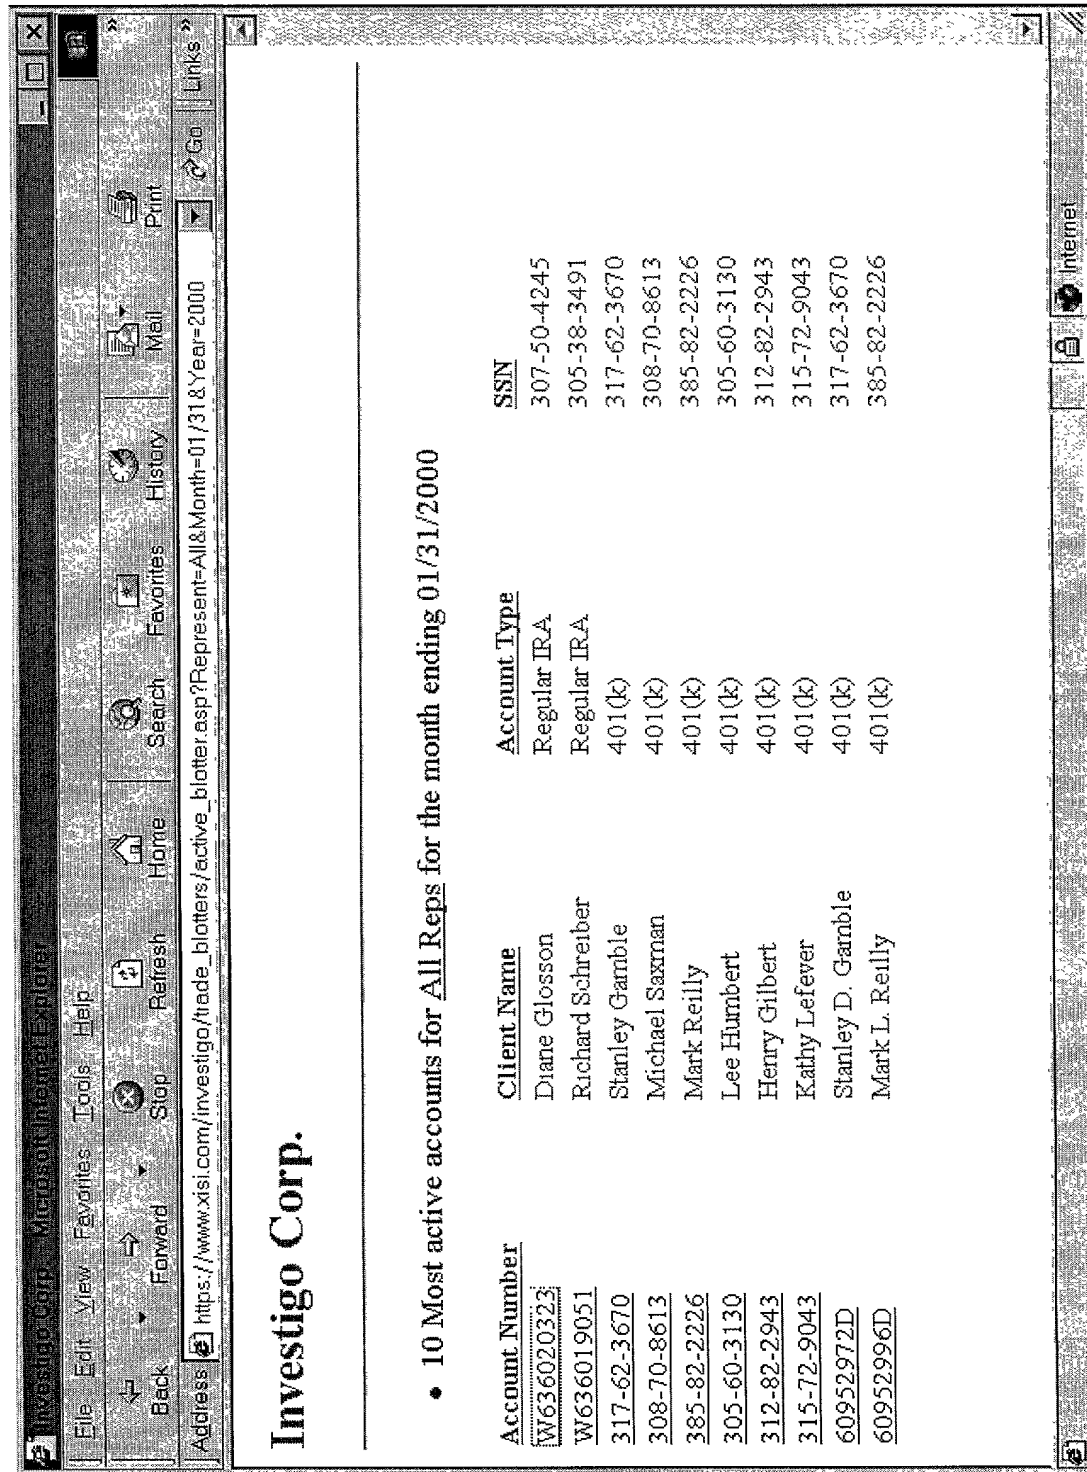 Investigo Corp. - Microsoft Internet Explorer
File Edit View Favorites Tools Help
Back Forward Stop Refresh Home Search Favorites History Mail Print »
Address https://www.xisi.com/investigo/trade_blotters/active_blotter.asp?Represent=All&Month=01/31&Year=2000 Go Links »
Investigo Corp.
• 10 Most active accounts for All Reps for the month ending 01/31/2000
Account Number Client Name Account Type SSN
W636020323 Diane Glosson Regular IRA 307-50-4245
W636019051 Richard Schreiber Regular IRA 305-38-3491
317-62-3670 Stanley Gamble 401(k) 317-62-3670
308-70-8613 Michael Saxman 401(k) 308-70-8613
385-82-2226 Mark Reilly 401(k) 385-82-2226
305-60-3130 Lee Humbert 401(k) 305-60-3130
312-82-2943 Henry Gilbert 401(k) 312-82-2943
315-72-9043 Kathy Lefever 401(k) 315-72-9043
60952972D Stanley D. Gamble 401(k) 317-62-3670
60952996D Mark L. Reilly 401(k) 385-82-2226
Internet